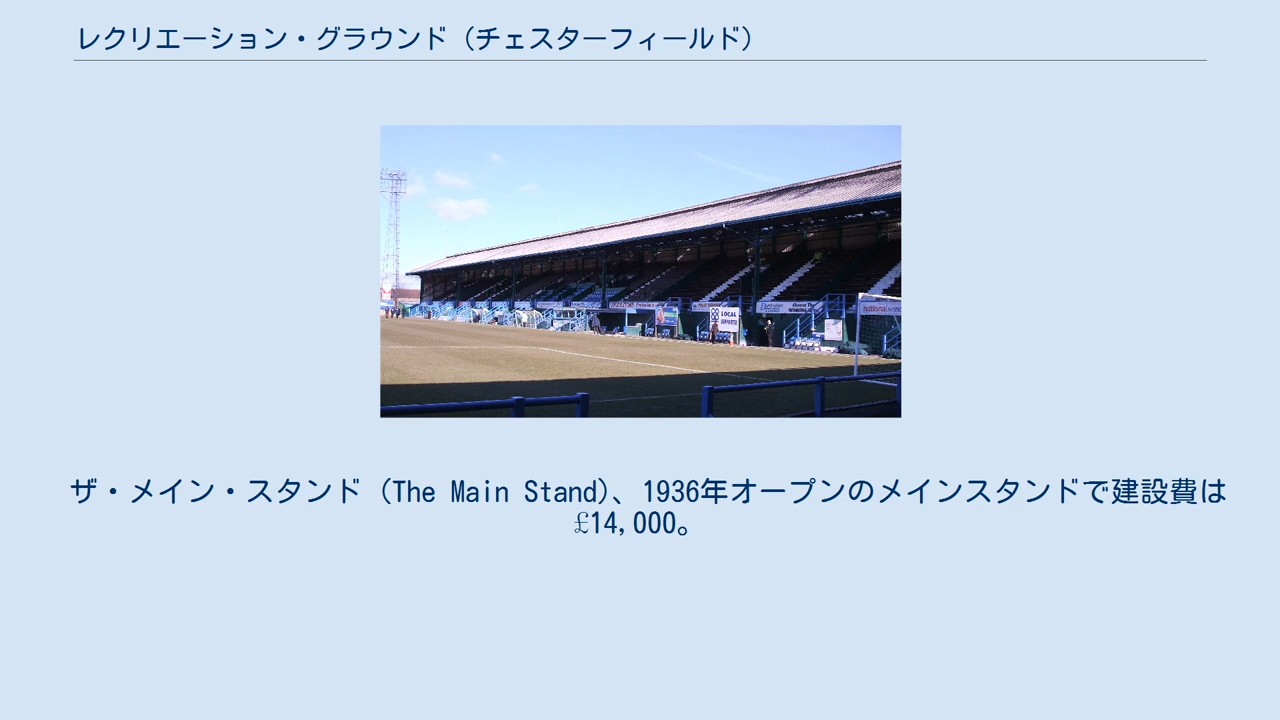 レクリエーション・グラウンド（チェスターフィールド）
LOCAL
national
ザ・メイン・スタンド（The Main Stand）、1936年オープンのメインスタンドで建設費は
£14,000。